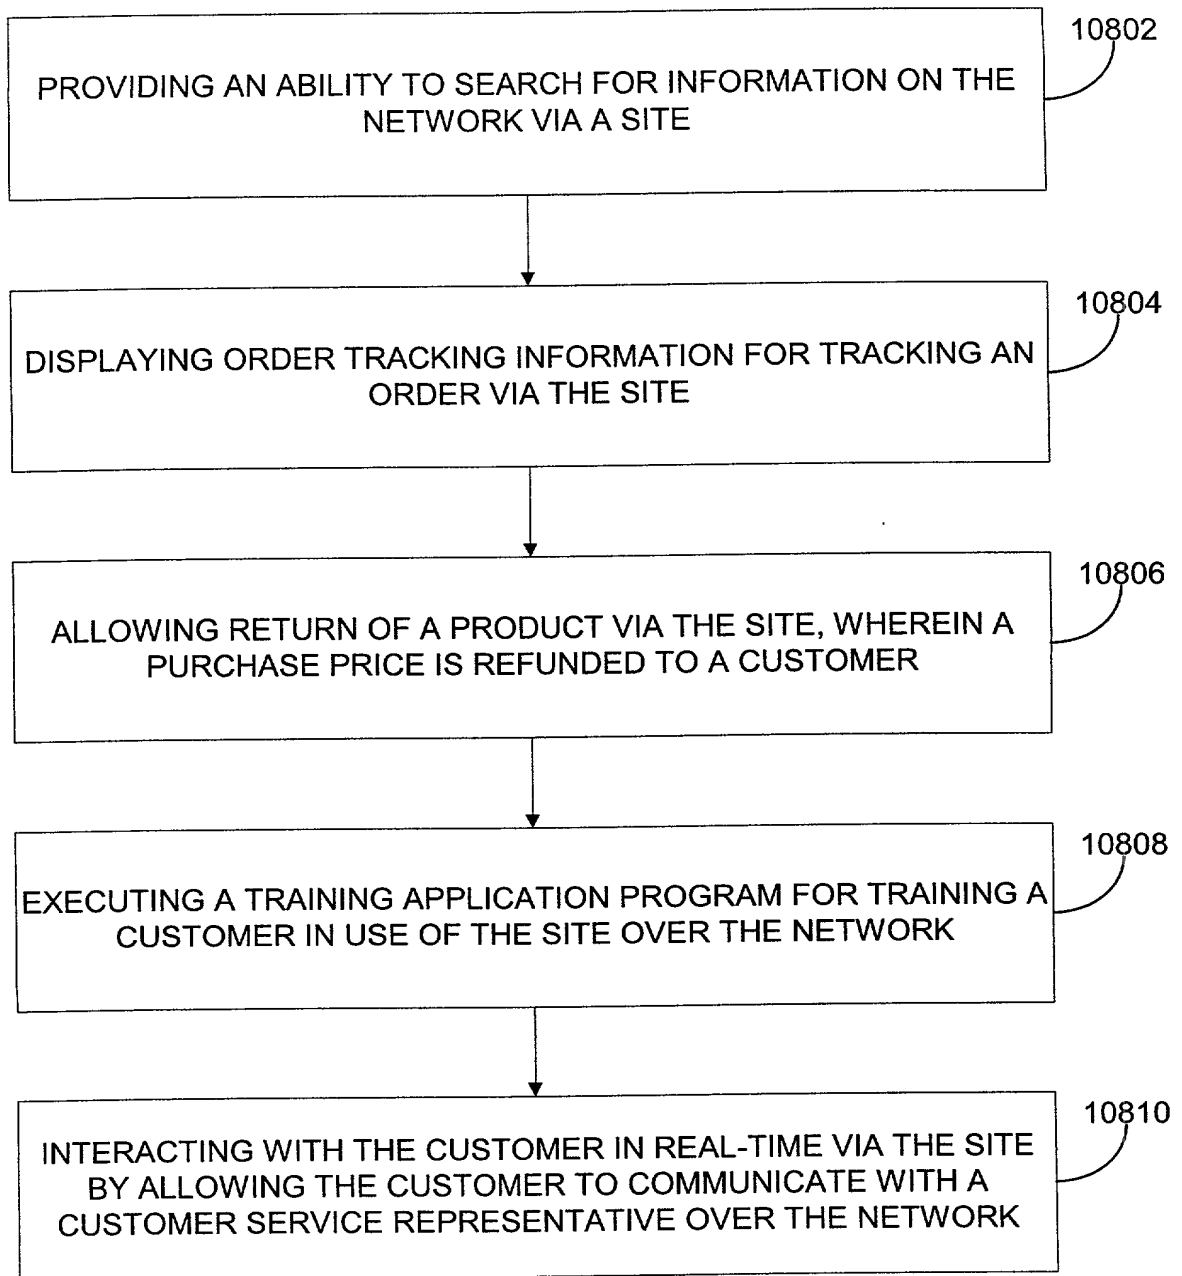 10802
PROVIDING AN ABILITY TO SEARCH FOR INFORMATION ON THE
NETWORK VIA A SITE
10804
DISPLAYING ORDER TRACKING INFORMATION FOR TRACKING AN
ORDER VIA THE SITE
10806
ALLOWING RETURN OF A PRODUCT VIA THE SITE, WHEREIN A
PURCHASE PRICE IS REFUNDED TO A CUSTOMER
10808
EXECUTING A TRAINING APPLICATION PROGRAM FOR TRAINING A
CUSTOMER IN USE OF THE SITE OVER THE NETWORK
10810
INTERACTING WITH THE CUSTOMER IN REAL-TIME VIA THE SITE
BY ALLOWING THE CUSTOMER TO COMMUNICATE WITH A
CUSTOMER SERVICE REPRESENTATIVE OVER THE NETWORK